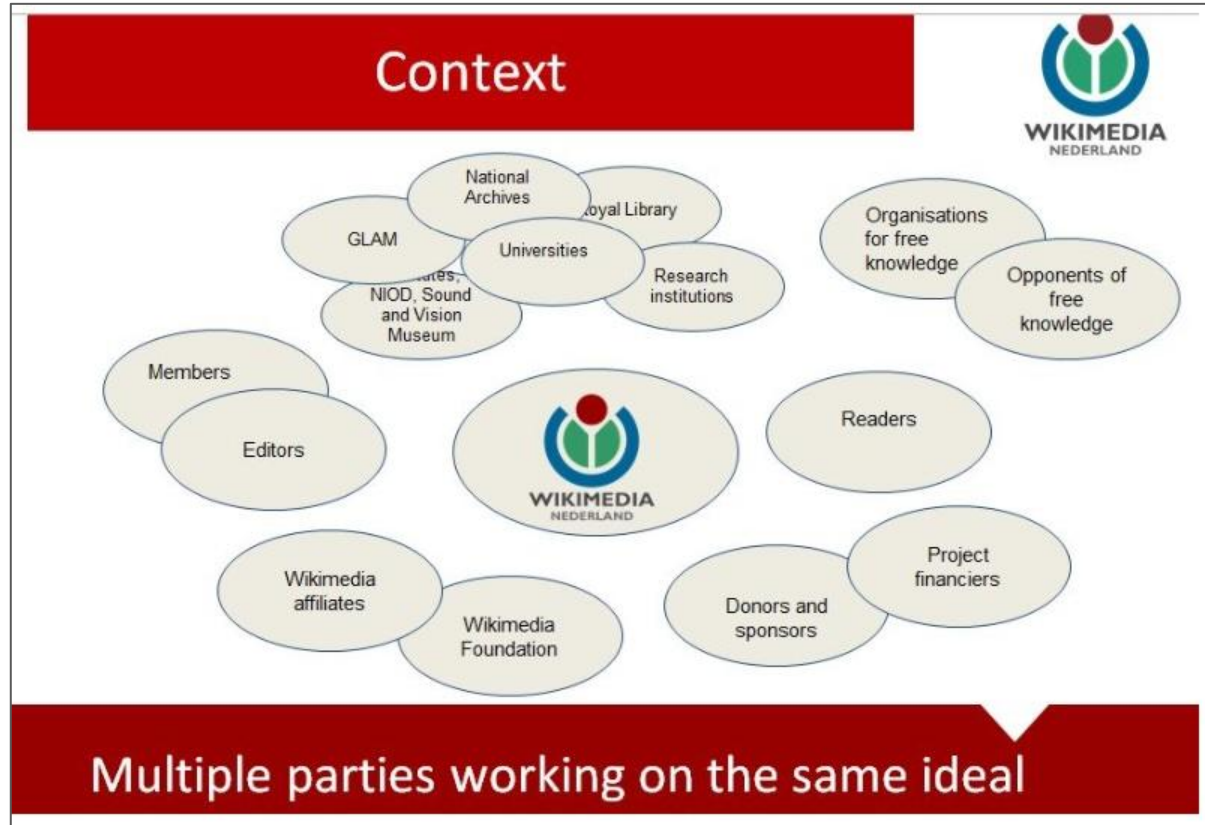 Context
WIKIMEDIA
NEDERLAND
National
Archives
Royal Library
GLAM
Universities
NIOD, Sound
and Vision
Museum
Research
institutions
Organisations
for free
knowledge
Opponents of
free
knowledge
Members
Editors
WIKIMEDIA
NEDERLAND
Readers
Wikimedia
affiliates
Wikimedia
Foundation
Donors and
sponsors
Project
financiers
Multiple parties working on the same ideal